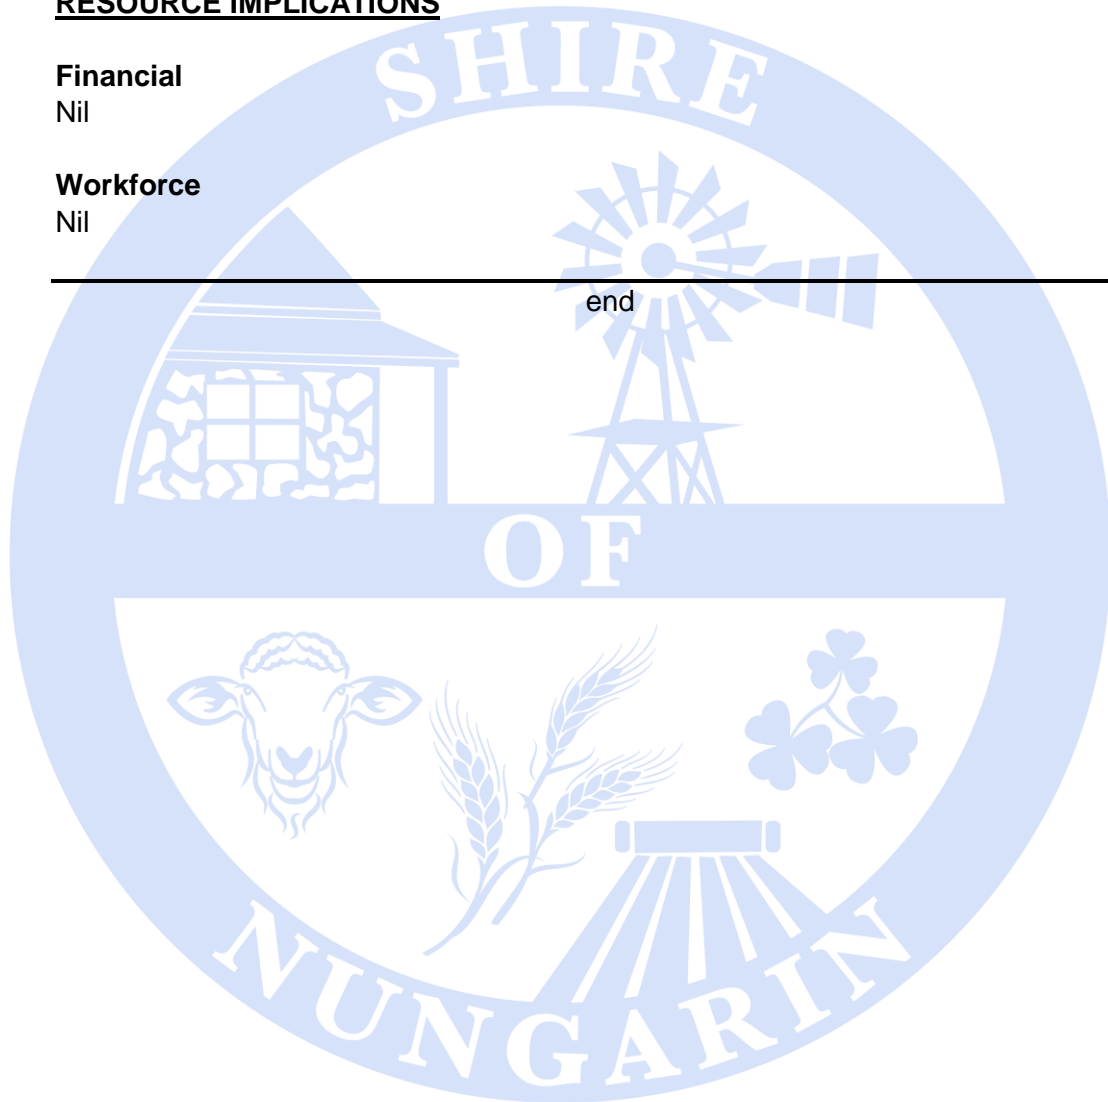 RESOURCE IMPLICATIONS
Financial
Nil
Workforce
Nil
end
SHIRE
OF
NUNGARIN